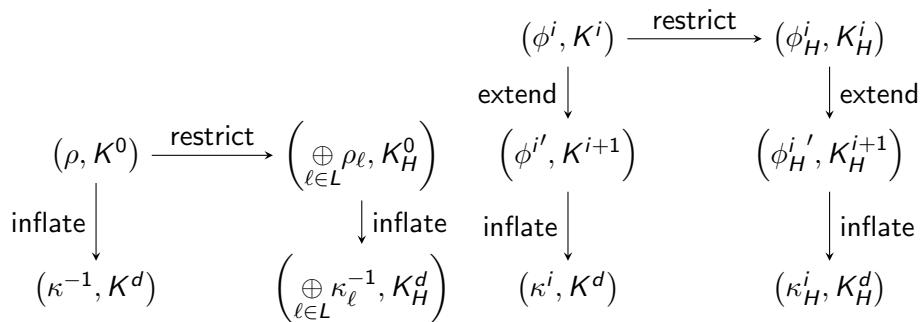 (ϕ^i, K^i) restrict (ϕ^i_H, K^i_H)
extend extend
(ρ, K^0) restrict (⊕_{ℓ∈L} ρ_ℓ, K^0_H) (ϕ^i′, K^{i+1}) (ϕ^i_H′, K^{i+1}_H)
inflate inflate inflate inflate
(κ^{-1}, K^d) (⊕_{ℓ∈L} κ^{-1}_ℓ, K^d_H) (κ^i, K^d) (κ^i_H, K^d_H)